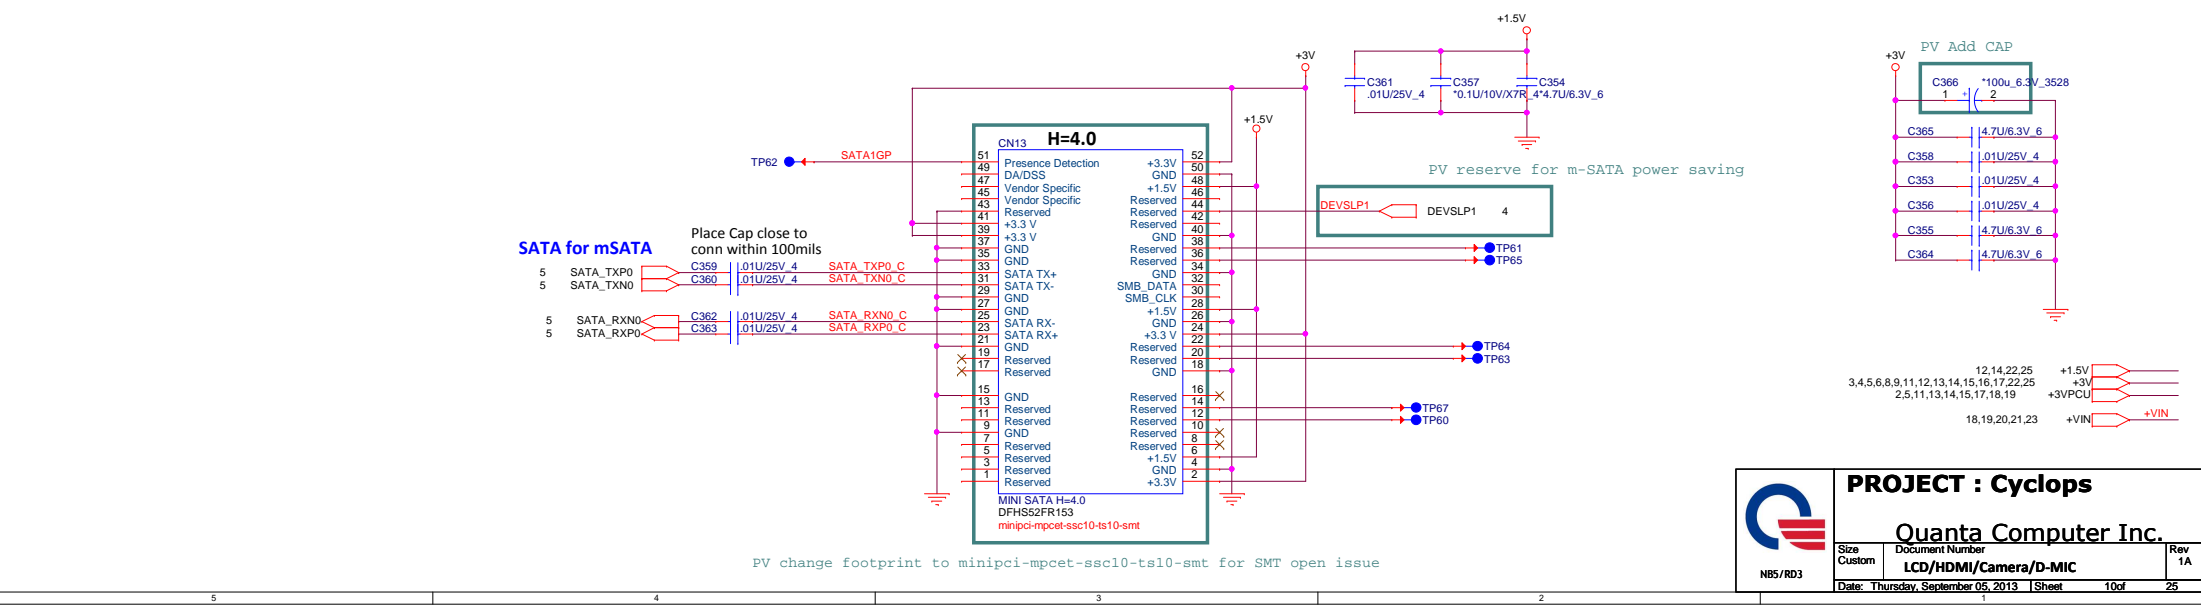 +1.5V
C361
.01U/25V_4
C357
*0.1U/10V/X7R_4
C354
*4.7U/6.3V_6
+3V
+1.5V
PV Add CAP
+3V
C366
*100u_6.3V_3528
1
+
2
C365
4.7U/6.3V_6
C358
.01U/25V_4
C353
.01U/25V_4
C356
.01U/25V_4
C355
4.7U/6.3V_6
C364
4.7U/6.3V_6
PV reserve for m-SATA power saving
DEVSLP1
DEVSLP1 4
H=4.0
CN13
TP62
SATA1GP
51 Presence Detection +3.3V 52
49 DA/DSS GND 50
47 Vendor Specific +1.5V 48
45 Vendor Specific Reserved 46
43 Reserved Reserved 44
41 +3.3 V Reserved 42
39 +3.3 V GND 40
37 GND Reserved 38
35 GND Reserved 36
33 SATA TX+ GND 34
31 SATA TX- SMB_DATA 32
29 GND SMB_CLK 30
27 GND +1.5V 28
25 SATA RX- GND 26
23 SATA RX+ +3.3 V 24
21 GND Reserved 22
19 Reserved Reserved 20
17 Reserved GND 18
15 GND Reserved 16
13 Reserved Reserved 14
11 Reserved Reserved 12
9 GND Reserved 10
7 Reserved Reserved 8
5 Reserved +1.5V 6
3 Reserved GND 4
1 Reserved +3.3V 2
TP61
TP65
TP64
TP63
TP67
TP60
MINI SATA H=4.0
DFHS52FR153
minipci-mpcet-ssc10-ts10-smt
PV change footprint to minipci-mpcet-ssc10-ts10-smt for SMT open issue
SATA for mSATA
Place Cap close to
conn within 100mils
5 SATA_TXP0 C359 .01U/25V_4 SATA_TXP0_C
5 SATA_TXN0 C360 .01U/25V_4 SATA_TXN0_C
5 SATA_RXN0 C362 .01U/25V_4 SATA_RXN0_C
5 SATA_RXP0 C363 .01U/25V_4 SATA_RXP0_C
12,14,22,25 +1.5V
3,4,5,6,8,9,11,12,13,14,15,16,17,22,25 +3V
2,5,11,13,14,15,17,18,19 +3VPCU
18,19,20,21,23 +VIN +VIN
NB5/RD3
PROJECT : Cyclops
Quanta Computer Inc.
Size
Custom
Document Number
LCD/HDMI/Camera/D-MIC
Rev
1A
Date: Thursday, September 05, 2013 Sheet 10of 25
5 4 3 2 1